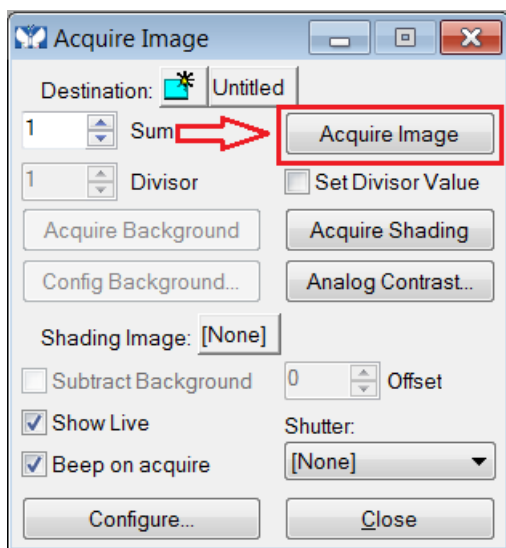 Acquire Image
Destination: Untitled
1 Sum Acquire Image
1 Divisor Set Divisor Value
Acquire Background Acquire Shading
Config Background... Analog Contrast...
Shading Image: [None]
Subtract Background 0 Offset
Show Live Shutter:
Beep on acquire [None]
Configure... Close